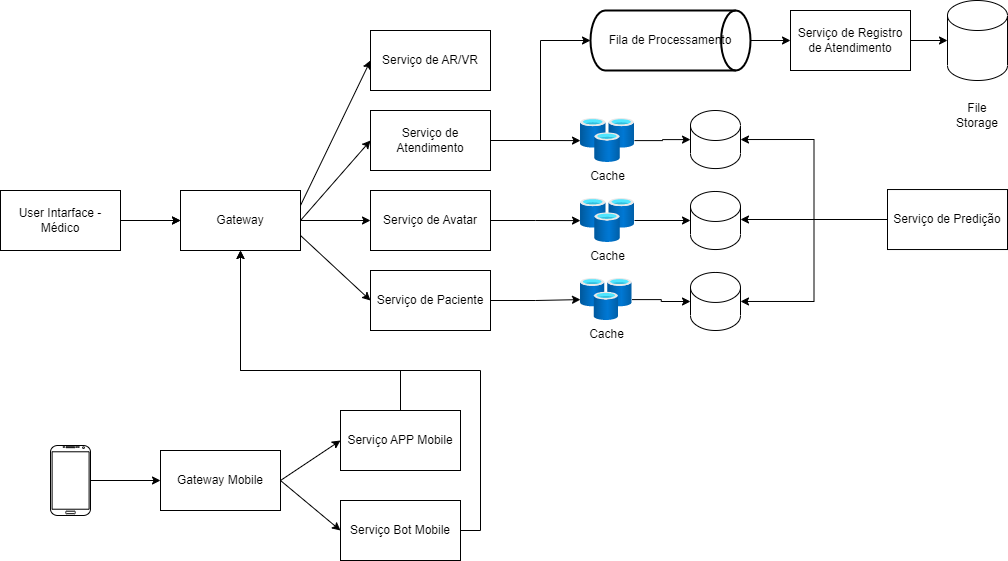 Fila de Processamento
Serviço de Registro
de Atendimento
File
Storage
Serviço de AR/VR
Serviço de
Atendimento
Cache
User Intarface -
Médico
Gateway
Serviço de Avatar
Cache
Serviço de Predição
Serviço de Paciente
Cache
Serviço APP Mobile
Gateway Mobile
Serviço Bot Mobile